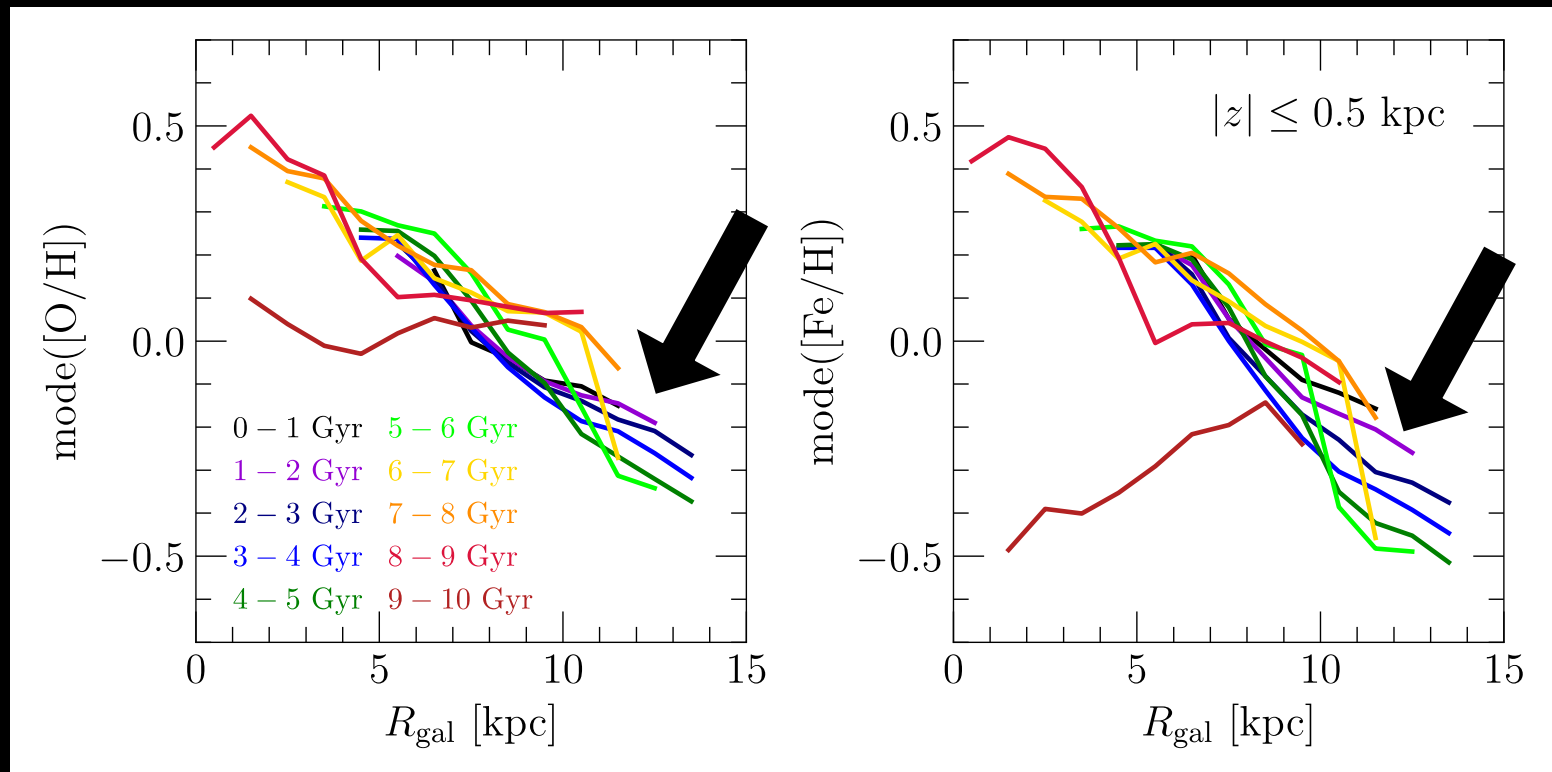 mode([O/H])
0.5
0.0
−0.5
0 − 1 Gyr 5 − 6 Gyr
1 − 2 Gyr 6 − 7 Gyr
2 − 3 Gyr 7 − 8 Gyr
3 − 4 Gyr 8 − 9 Gyr
4 − 5 Gyr 9 − 10 Gyr
0 5 10 15
R_gal [kpc]
mode([Fe/H])
|z| ≤ 0.5 kpc
0.5
0.0
−0.5
0 5 10 15
R_gal [kpc]